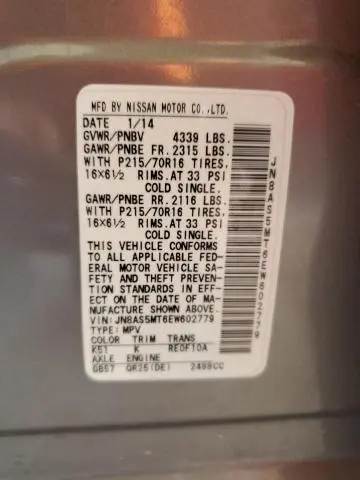 MFD BY NISSAN MOTOR CO.,LTD.
DATE 1/14
GVWR/PNBV 4339 LBS.
GAWR/PNBE FR.2315 LBS.
WITH P215/70R16 TIRES,
16×6½ RIMS.AT 33 PSI
COLD SINGLE.
GAWR/PNBE RR.2116 LBS.
WITH P215/70R16 TIRES,
16×6½ RIMS.AT 33 PSI
COLD SINGLE.
THIS VEHICLE CONFORMS
TO ALL APPLICABLE FED-
ERAL MOTOR VEHICLE SA-
FETY AND THEFT PREVEN-
TION STANDARDS IN EFF-
ECT ON THE DATE OF MA-
NUFACTURE SHOWN ABOVE.
VIN:JN8AS5MT6EW602779
TYPE:MPV
COLOR TRIM TRANS
K51 K RE0F10A
AXLE ENGINE
GB57 QR25(DE) 2488CC
JN8AS5MT6EW602779